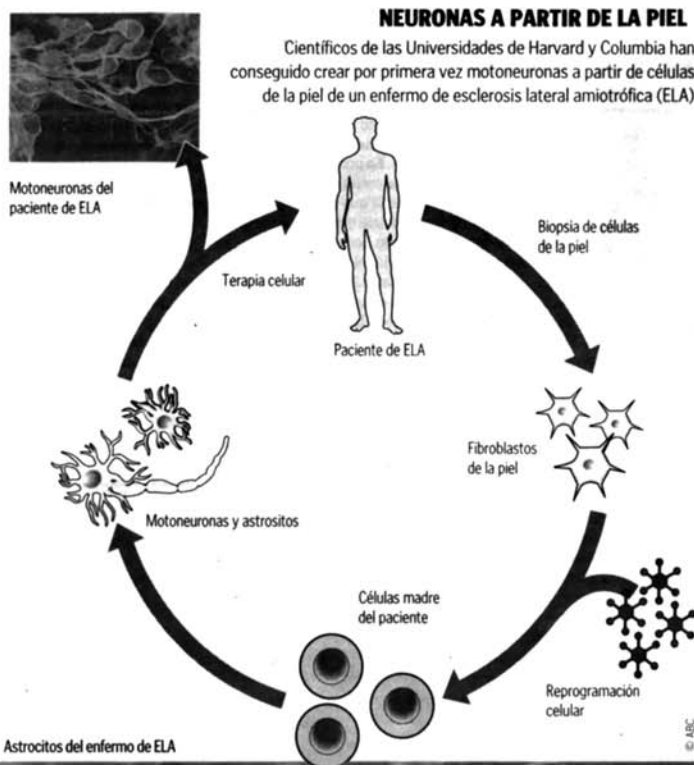 NEURONAS A PARTIR DE LA PIEL
Científicos de las Universidades de Harvard y Columbia han
conseguido crear por primera vez motoneuronas a partir de células
de la piel de un enfermo de esclerosis lateral amiotrófica (ELA)
Motoneuronas del
paciente de ELA
Biopsia de células
de la piel
Terapia celular
Paciente de ELA
Fibroblastos
de la piel
Motoneuronas y astrositos
Células madre
del paciente
Reprogramación
celular
Astrocitos del enfermo de ELA
© ABC